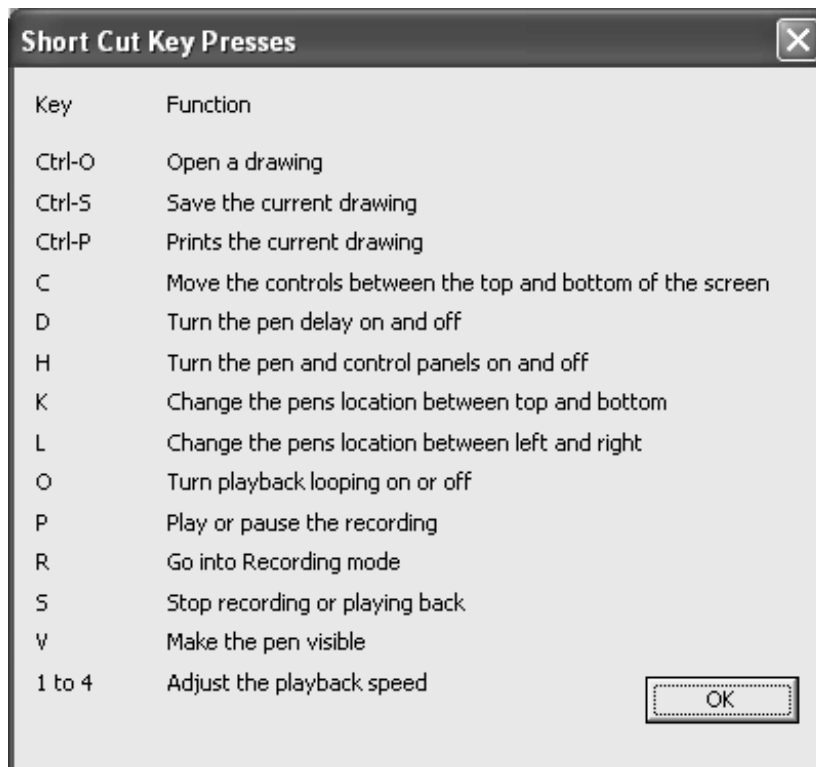 Short Cut Key Presses
Key Function
Ctrl-O Open a drawing
Ctrl-S Save the current drawing
Ctrl-P Prints the current drawing
C Move the controls between the top and bottom of the screen
D Turn the pen delay on and off
H Turn the pen and control panels on and off
K Change the pens location between top and bottom
L Change the pens location between left and right
O Turn playback looping on or off
P Play or pause the recording
R Go into Recording mode
S Stop recording or playing back
V Make the pen visible
1 to 4 Adjust the playback speed
OK